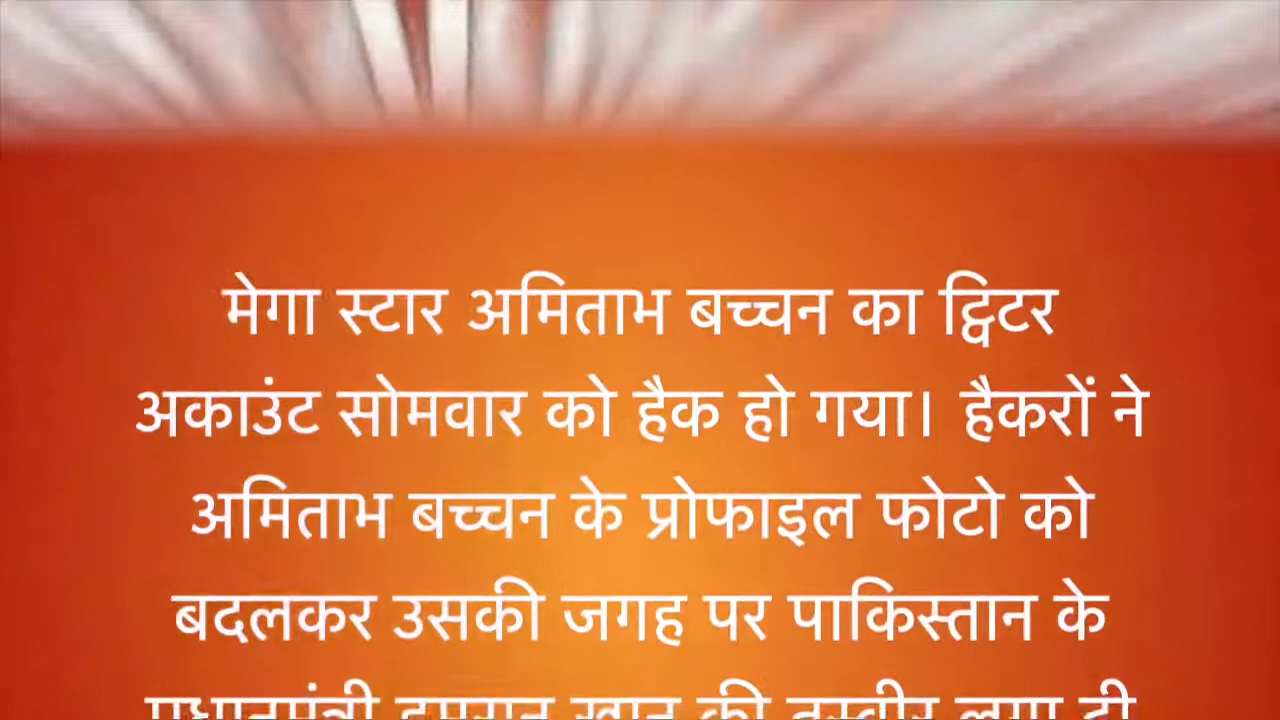 मेगा स्टार अमिताभ बच्चन का ट्विटर
अकाउंट सोमवार को हैक हो गया। हैकरों ने
अमिताभ बच्चन के प्रोफाइल फोटो को
बदलकर उसकी जगह पर पाकिस्तान के
प्रधानमंत्री इमरान खान की तस्वीर लगा दी